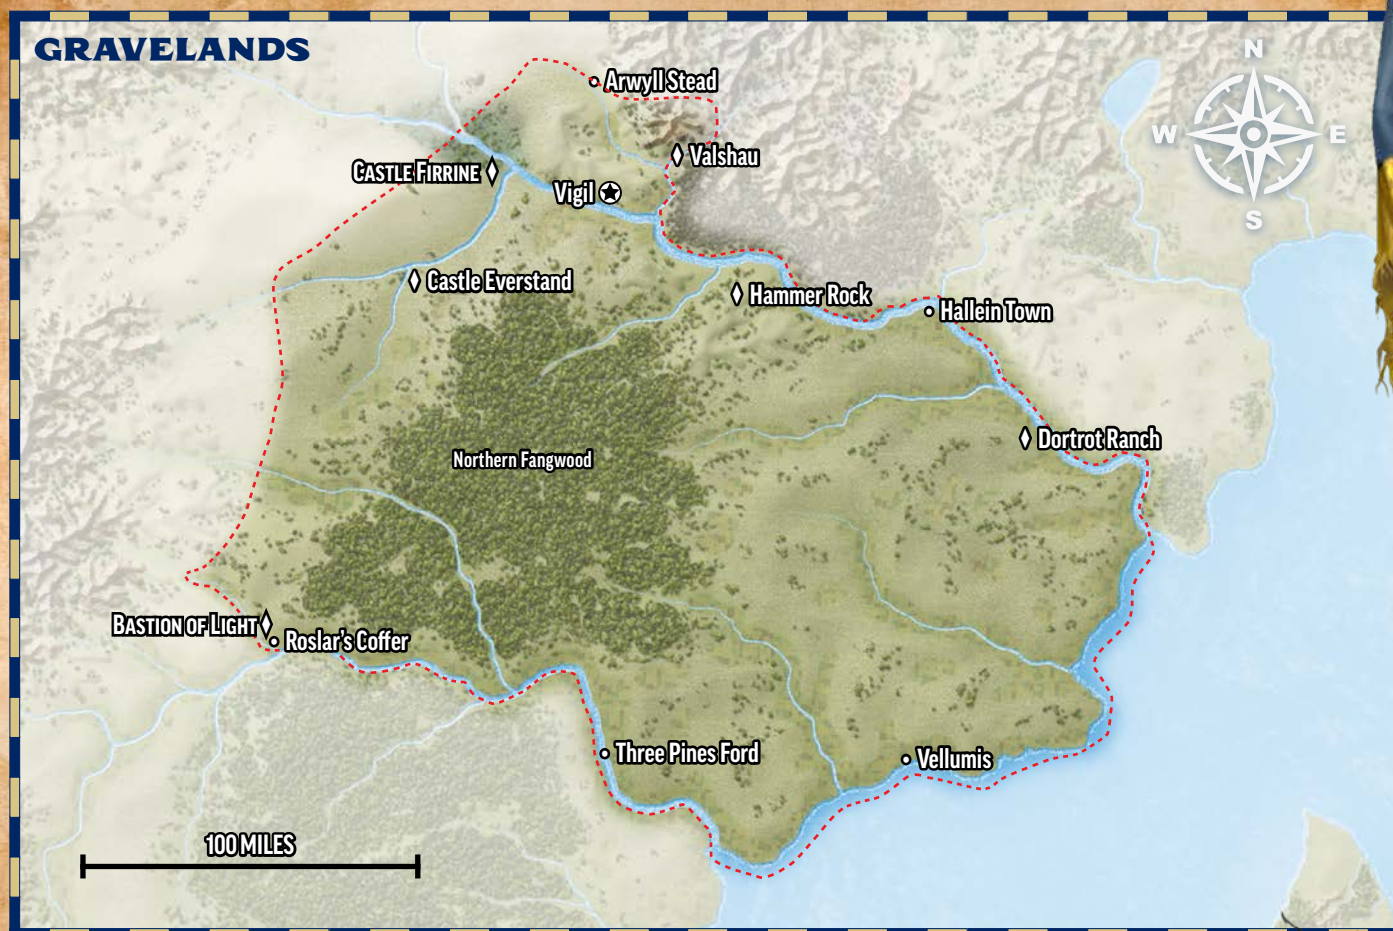 GRAVELANDS
N
Arwyll Stead
W
E
Valshau
CASTLE FIRRINE
Vigil
S
Castle Everstand
Hammer Rock
Hallein Town
Dortrot Ranch
Northern Fangwood
BASTION OF LIGHT
Roslar's Coffer
Three Pines Ford
Vellumis
100 MILES